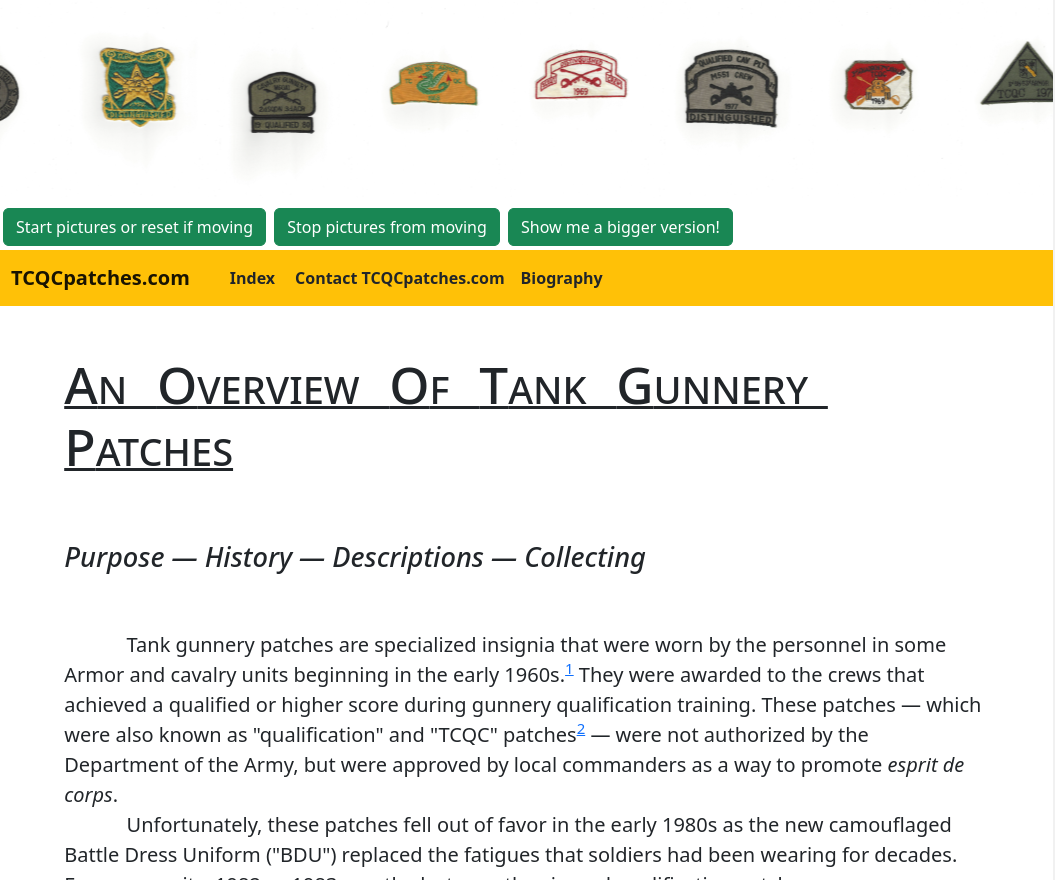 DISTINGUISHED
1969
QUALIFIED CAV PLT
M551 CREW
1977
DISTINGUISHED
1969
TCQC 197
Start pictures or reset if moving
Stop pictures from moving
Show me a bigger version!
TCQCpatches.com
Index
Contact TCQCpatches.com
Biography
An Overview Of Tank Gunnery
Patches
Purpose — History — Descriptions — Collecting
Tank gunnery patches are specialized insignia that were worn by the personnel in some
Armor and cavalry units beginning in the early 1960s.1 They were awarded to the crews that
achieved a qualified or higher score during gunnery qualification training. These patches — which
were also known as "qualification" and "TCQC" patches2 — were not authorized by the
Department of the Army, but were approved by local commanders as a way to promote esprit de
corps.
Unfortunately, these patches fell out of favor in the early 1980s as the new camouflaged
Battle Dress Uniform ("BDU") replaced the fatigues that soldiers had been wearing for decades.